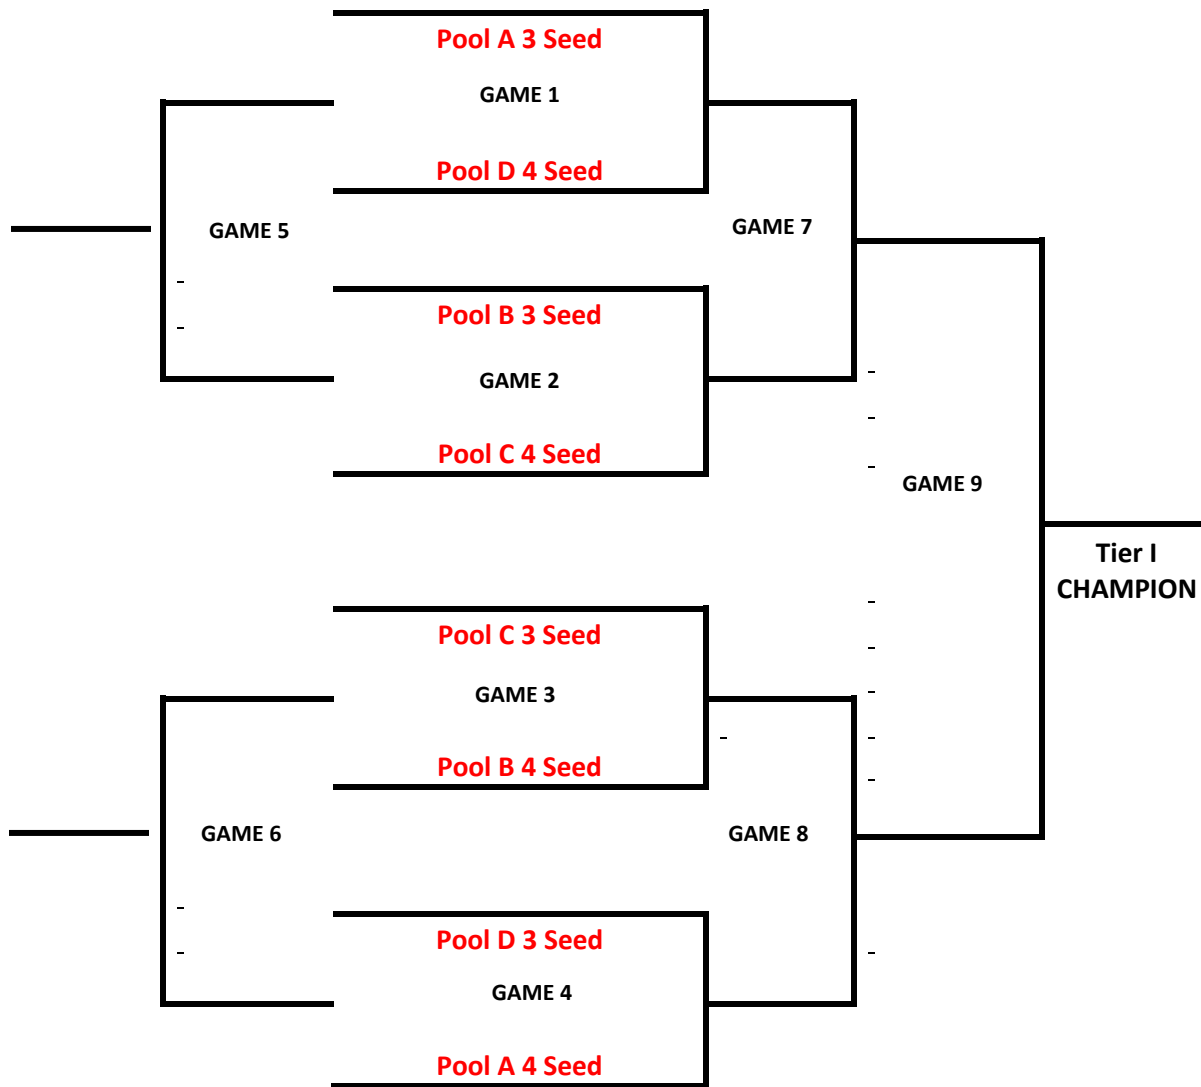 Pool A 3 Seed
GAME 1
Pool D 4 Seed
GAME 5
GAME 7
Pool B 3 Seed
GAME 2
Pool C 4 Seed
GAME 9
Tier I
CHAMPION
Pool C 3 Seed
GAME 3
Pool B 4 Seed
GAME 6
GAME 8
Pool D 3 Seed
GAME 4
Pool A 4 Seed